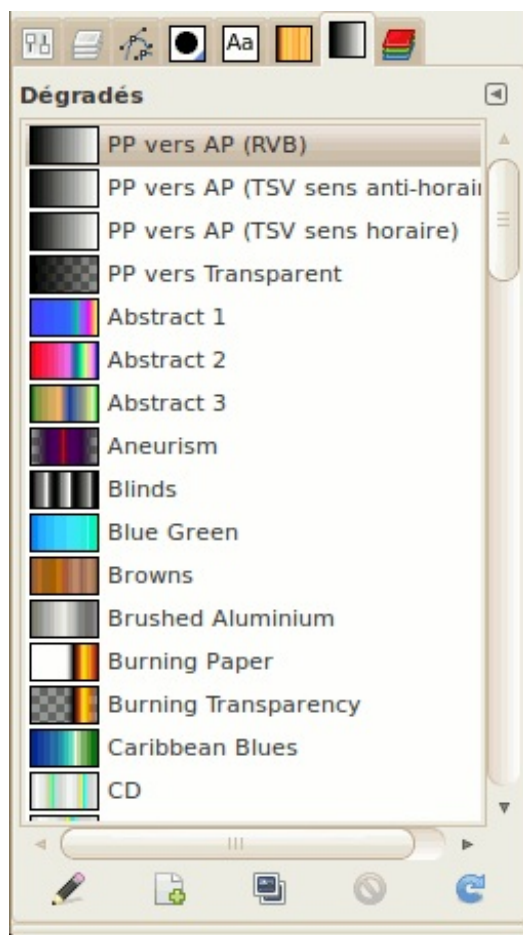 Aa
Dégradés
PP vers AP (RVB)
PP vers AP (TSV sens anti-horair
PP vers AP (TSV sens horaire)
PP vers Transparent
Abstract 1
Abstract 2
Abstract 3
Aneurism
Blinds
Blue Green
Browns
Brushed Aluminium
Burning Paper
Burning Transparency
Caribbean Blues
CD